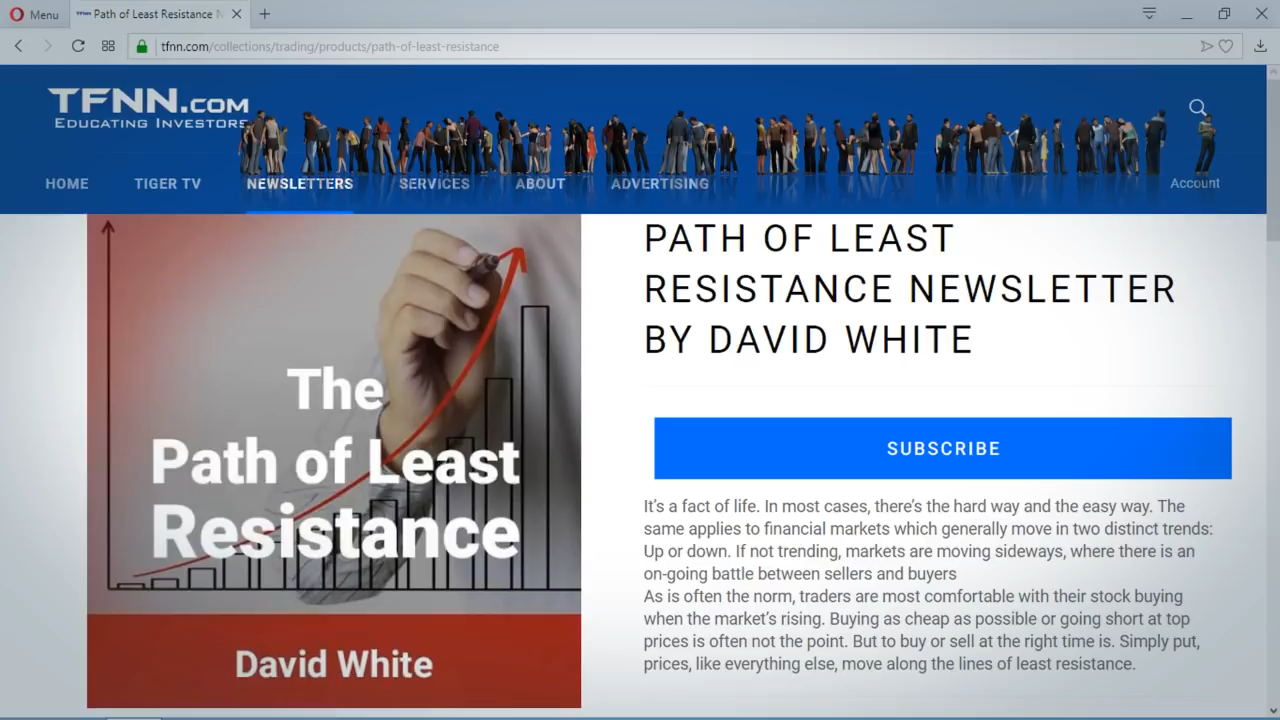 Menu
Path of Least Resistance N
tfnn.com/collections/trading/products/path-of-least-resistance
TFNN.COM
EDUCATING INVESTORS
HOME
TIGER TV
NEWSLETTERS
SERVICES
ABOUT
ADVERTISING
Account
The
Path of Least
Resistance
David White
PATH OF LEAST
RESISTANCE NEWSLETTER
BY DAVID WHITE
SUBSCRIBE
It’s a fact of life. In most cases, there’s the hard way and the easy way. The
same applies to financial markets which generally move in two distinct trends:
Up or down. If not trending, markets are moving sideways, where there is an
on-going battle between sellers and buyers
As is often the norm, traders are most comfortable with their stock buying
when the market’s rising. Buying as cheap as possible or going short at top
prices is often not the point. But to buy or sell at the right time is. Simply put,
prices, like everything else, move along the lines of least resistance.